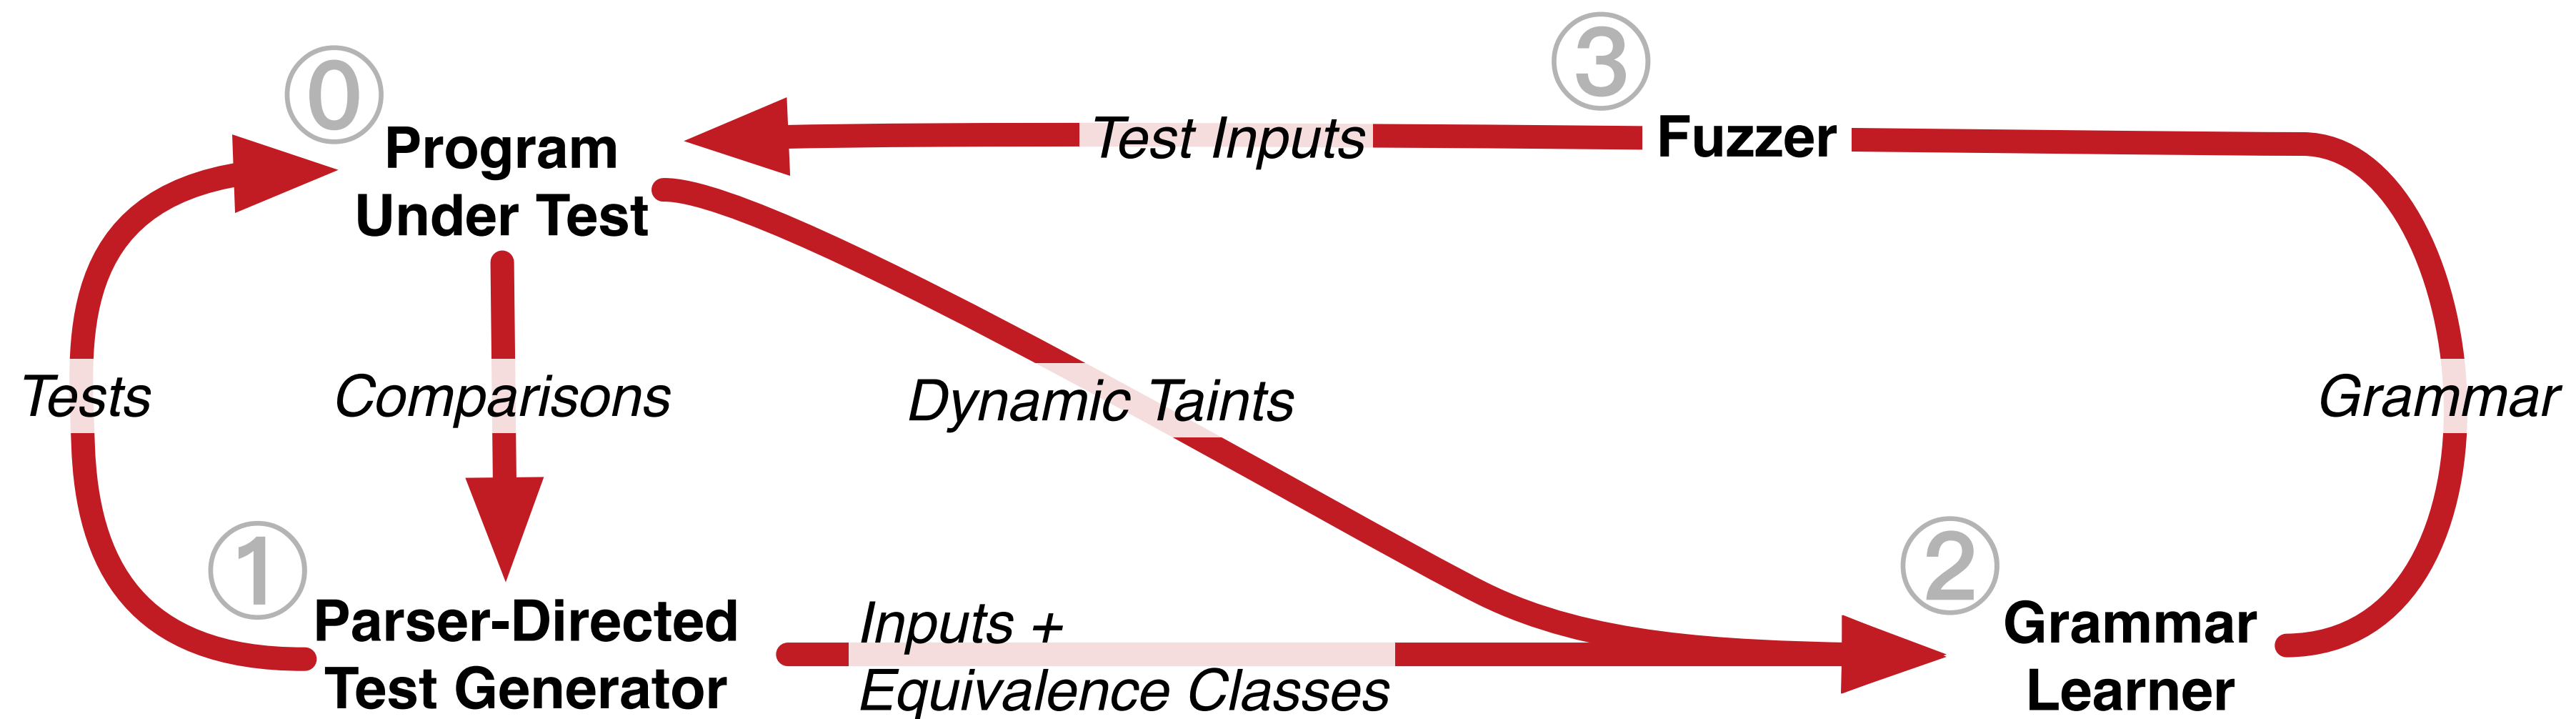 ⓪
Program
Under Test
Test Inputs
③
Fuzzer
Tests
Comparisons
Dynamic Taints
Grammar
①
Parser-Directed
Test Generator
Inputs +
Equivalence Classes
②
Grammar
Learner